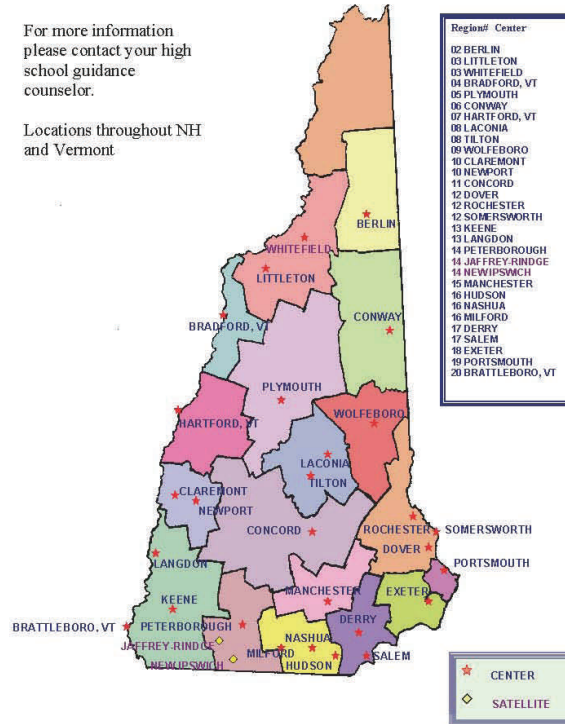 For more information
please contact your high
school guidance
counselor.
Locations throughout NH
and Vermont
Region# Center
02 BERLIN
03 LITTLETON
03 WHITEFIELD
04 BRADFORD, VT
05 PLYMOUTH
06 CONWAY
07 HARTFORD, VT
08 LACONIA
08 TILTON
09 WOLFEBORO
10 CLAREMONT
10 NEWPORT
11 CONCORD
12 DOVER
12 ROCHESTER
12 SOMERSWORTH
13 KEENE
13 LANGDON
14 PETERBOROUGH
14 JAFFREY-RINDGE
14 NEW IPSWICH
15 MANCHESTER
16 HUDSON
16 NASHUA
16 MILFORD
17 DERRY
17 SALEM
18 EXETER
19 PORTSMOUTH
20 BRATTLEBORO, VT
BERLIN
WHITEFIELD
LITTLETON
BRADFORD, VT
CONWAY
PLYMOUTH
WOLFEBORO
HARTFORD, VT
LACONIA
TILTON
CLAREMONT
NEWPORT
CONCORD
ROCHESTER
SOMERSWORTH
DOVER
LANGDON
PORTSMOUTH
MANCHESTER
EXETER
KEENE
DERRY
BRATTLEBORO, VT
PETERBOROUGH
NASHUA
JAFFREY-RINDGE
MILFORD
SALEM
NEW IPSWICH
HUDSON
CENTER
SATELLITE